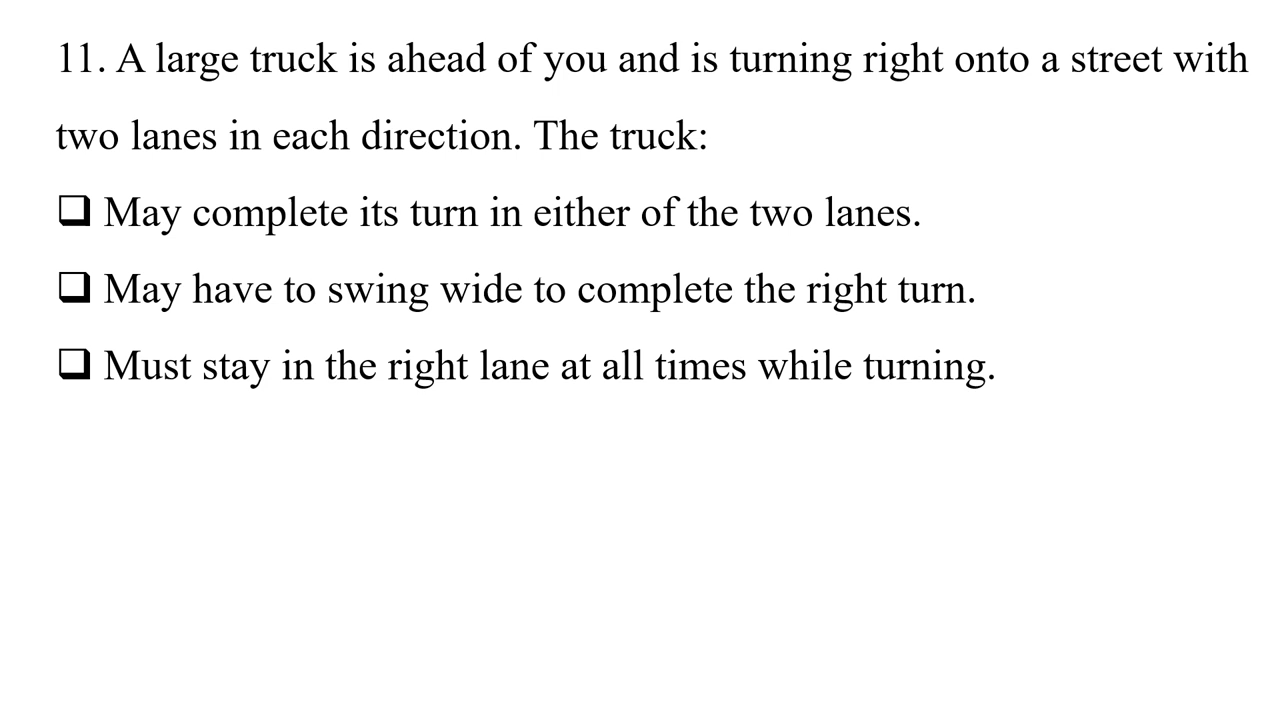 11. A large truck is ahead of you and is turning right onto a street with
two lanes in each direction. The truck:
❑ May complete its turn in either of the two lanes.
❑ May have to swing wide to complete the right turn.
❑ Must stay in the right lane at all times while turning.